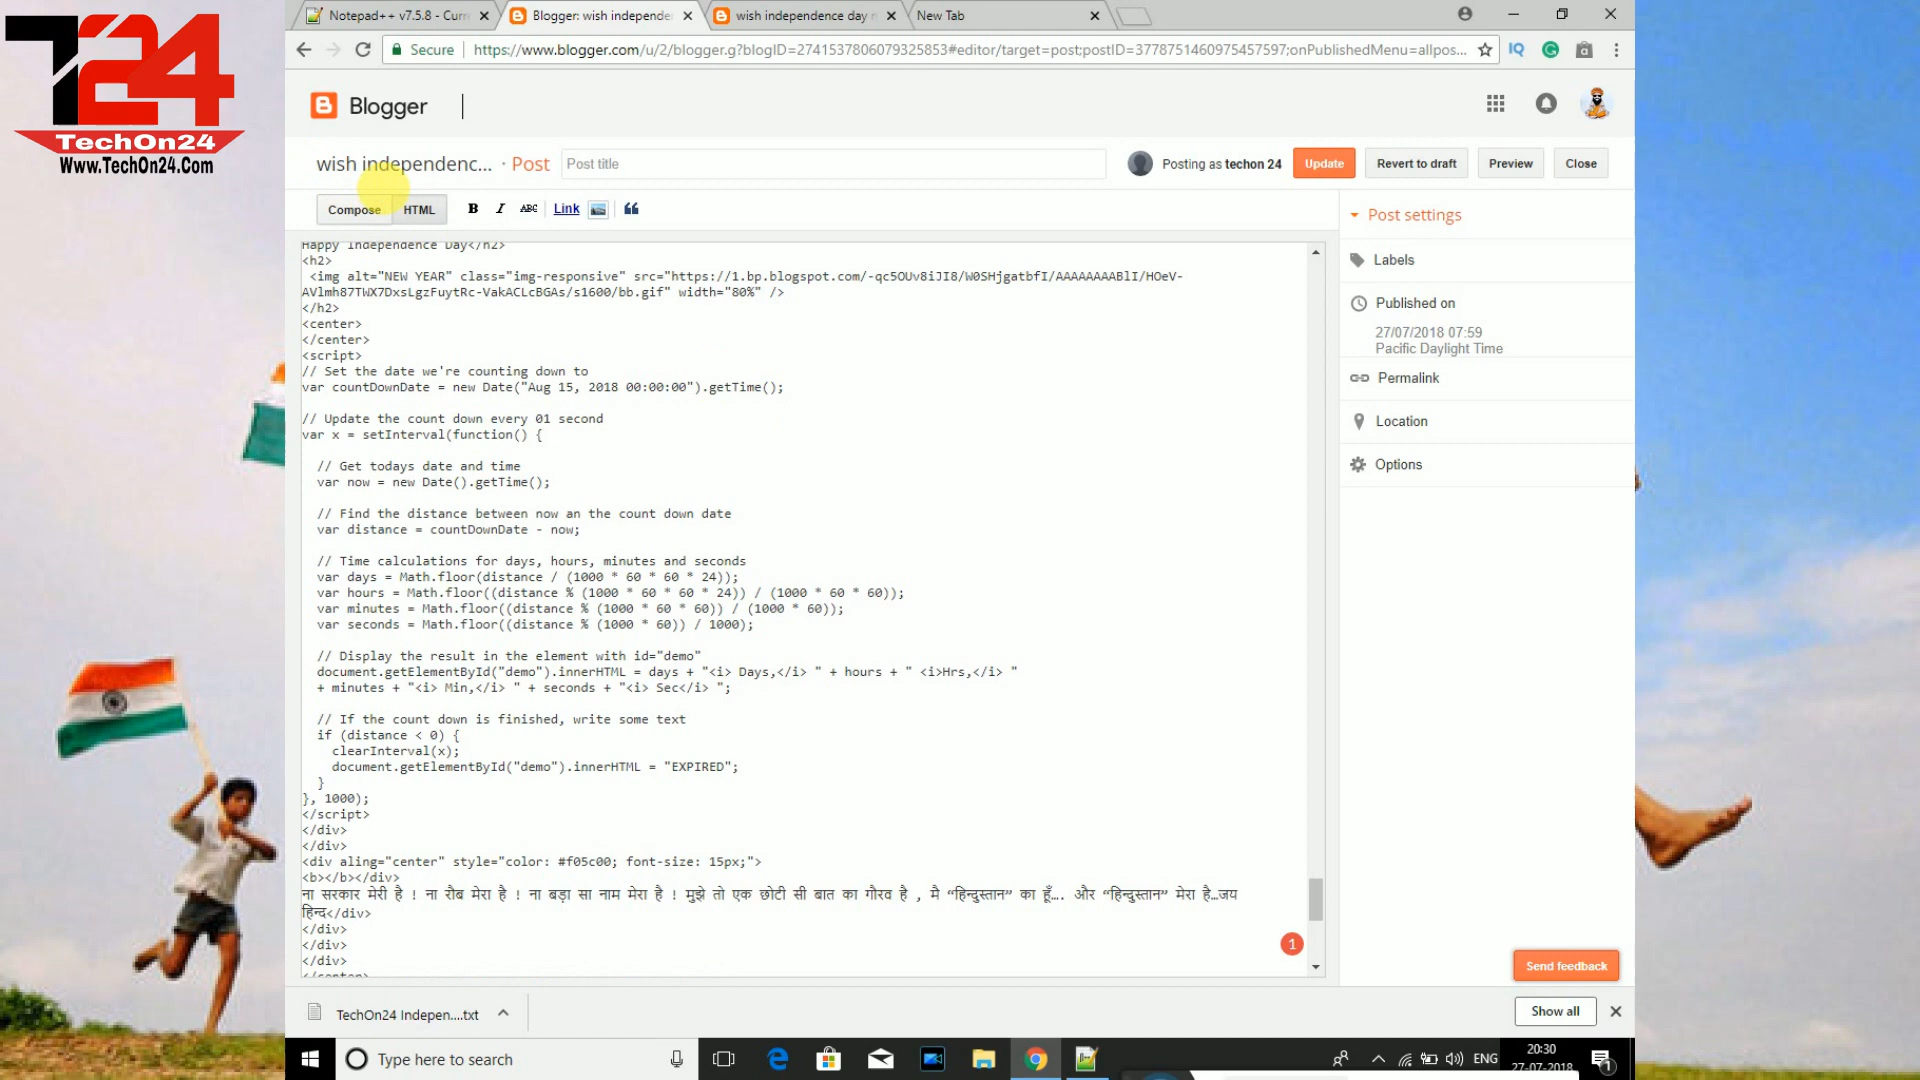 T24
TechOn24
Www.TechOn24.Com
Notepad++ v7.5.8 - Curr
Blogger: wish independe
wish independence day
New Tab
Secure
https://www.blogger.com/u/2/blogger.g?blogID=2741537806079325853#editor/target=post;postID=3778751460975457597;onPublishedMenu=allpos...
Blogger
wish independenc... · Post
Post title
Posting as techon 24
Update
Revert to draft
Preview
Close
Compose
HTML
B
I
ABC
Link
Post settings
Labels
Published on
27/07/2018 07:59
Pacific Daylight Time
Permalink
Location
Options
Happy Independence Day</h2>
<h2>
<img alt="NEW YEAR" class="img-responsive" src="https://1.bp.blogspot.com/-qc5OUv8iJI8/W0SHjgatbfI/AAAAAAAABlI/HOeV-
AVlmh87TWX7DxsLgzFuytRc-VakACLcBGAs/s1600/bb.gif" width="80%" />
</h2>
<center>
</center>
<script>
// Set the date we're counting down to
var countDownDate = new Date("Aug 15, 2018 00:00:00").getTime();
// Update the count down every 01 second
var x = setInterval(function() {
// Get todays date and time
var now = new Date().getTime();
// Find the distance between now an the count down date
var distance = countDownDate - now;
// Time calculations for days, hours, minutes and seconds
var days = Math.floor(distance / (1000 * 60 * 60 * 24));
var hours = Math.floor((distance % (1000 * 60 * 60 * 24)) / (1000 * 60 * 60));
var minutes = Math.floor((distance % (1000 * 60 * 60)) / (1000 * 60));
var seconds = Math.floor((distance % (1000 * 60)) / 1000);
// Display the result in the element with id="demo"
document.getElementById("demo").innerHTML = days + "<i> Days,</i> " + hours + " <i>Hrs,</i> "
+ minutes + "<i> Min,</i> " + seconds + "<i> Sec</i> ";
// If the count down is finished, write some text
if (distance < 0) {
clearInterval(x);
document.getElementById("demo").innerHTML = "EXPIRED";
}
}, 1000);
</script>
</div>
</div>
<div aling="center" style="color: #f05c00; font-size: 15px;">
<b></b></div>
ना सरकार मेरी है ! ना रौब मेरा है ! ना बड़ा सा नाम मेरा है ! मुझे तो एक छोटी सी बात का गौरव है , मै “हिन्दुस्तान” का हूँ…. और “हिन्दुस्तान” मेरा है…जय
हिन्द</div>
</div>
</div>
</div>
</center>
1
Send feedback
TechOn24 Indepen....txt
Show all
Type here to search
ENG
20:30
27-07-2018
1